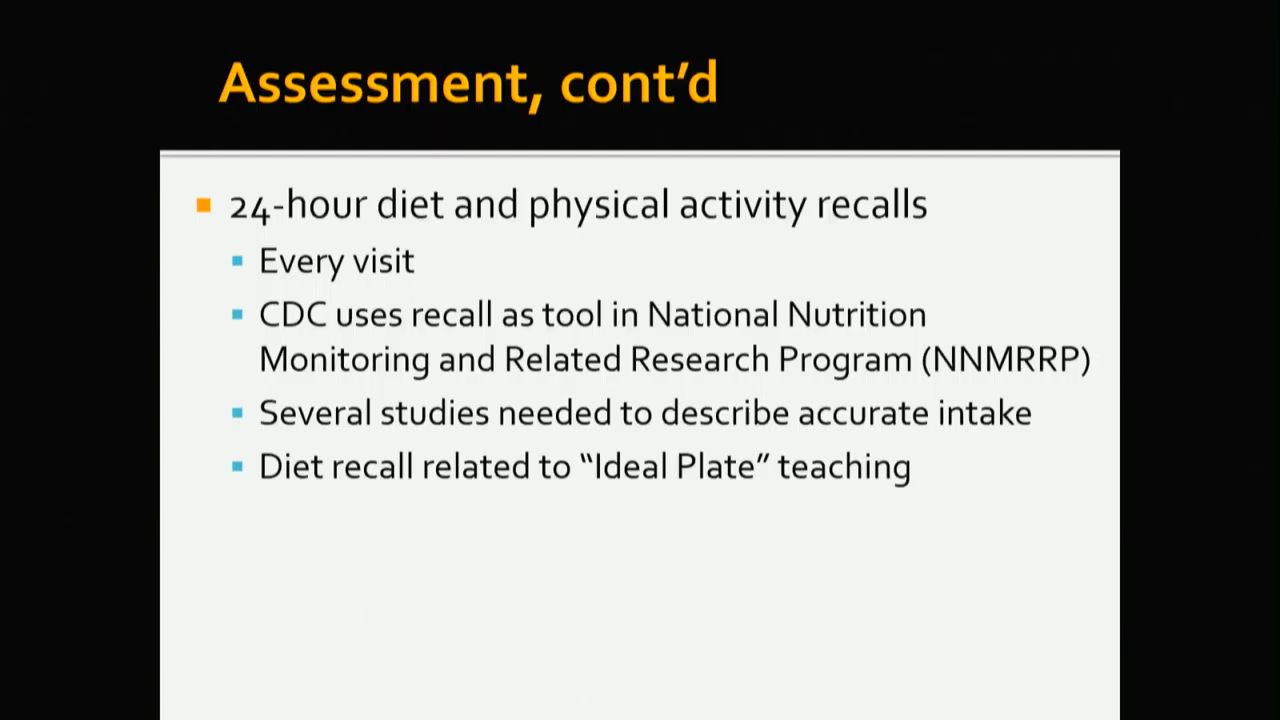 Assessment, cont’d
24-hour diet and physical activity recalls
Every visit
CDC uses recall as tool in National Nutrition
Monitoring and Related Research Program (NNMRRP)
Several studies needed to describe accurate intake
Diet recall related to “Ideal Plate” teaching